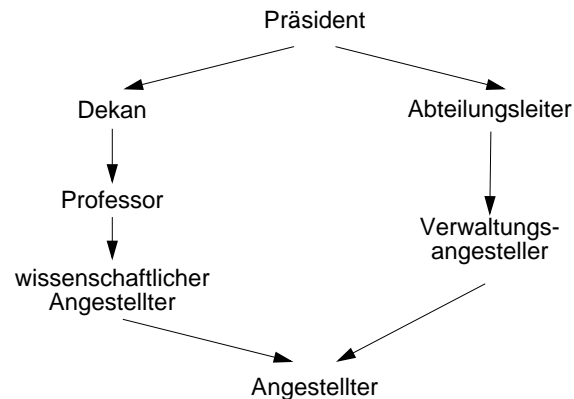 Präsident
Dekan
Abteilungsleiter
Professor
Verwaltungs-
angesteller
wissenschaftlicher
Angestellter
Angestellter